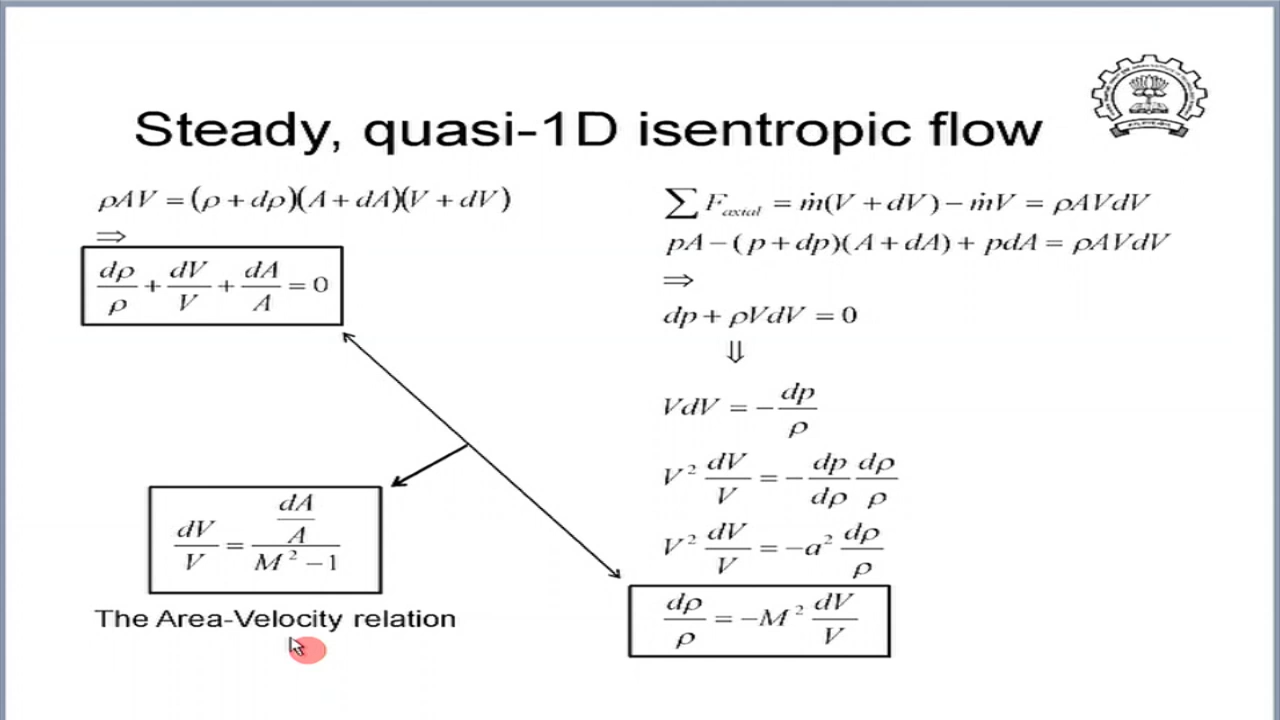 Steady, quasi-1D isentropic flow
ρAV = (ρ + dρ)(A + dA)(V + dV)
⇒
dρ/ρ + dV/V + dA/A = 0
dV/V = (dA/A)/(M² − 1)
The Area-Velocity relation
∑ F_axial = ṁ(V + dV) − ṁV = ρAVdV
pA − (p + dp)(A + dA) + pdA = ρAVdV
⇒
dp + ρVdV = 0
⇓
VdV = − dp/ρ
V² dV/V = − dp/dρ dρ/ρ
V² dV/V = −a² dρ/ρ
dρ/ρ = −M² dV/V